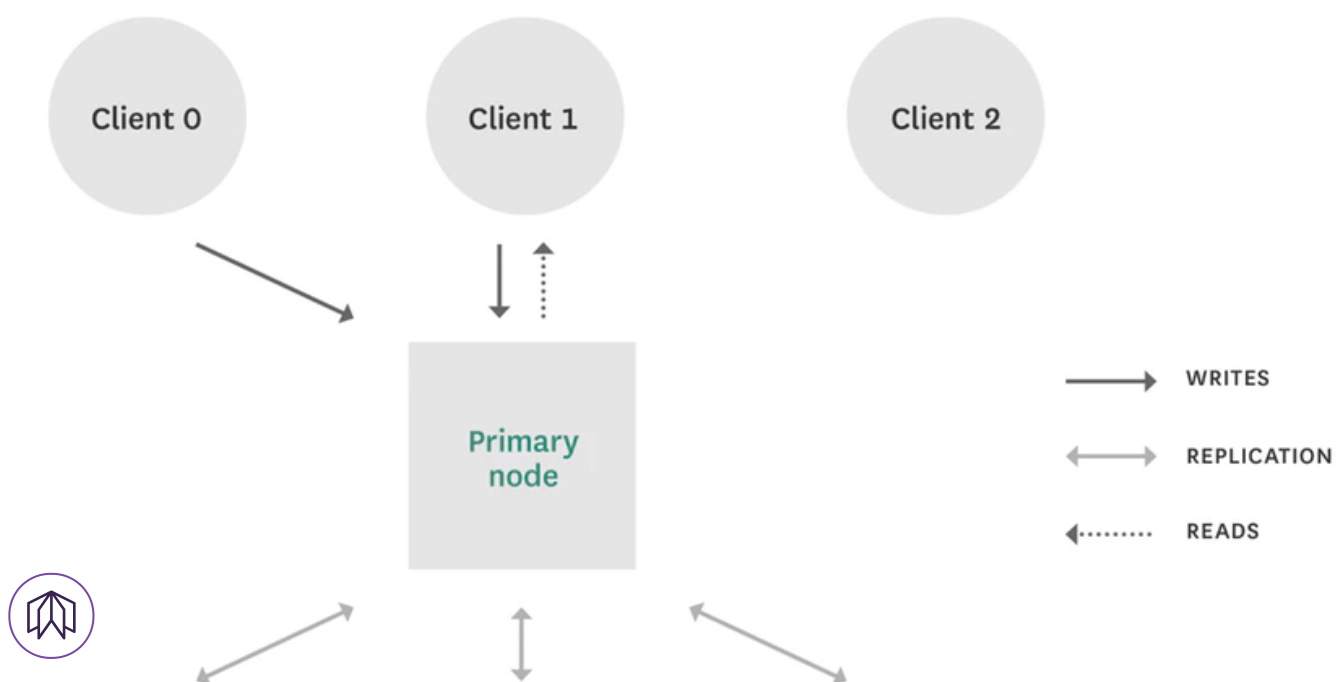 Client 0
Client 1
Client 2
Primary
node
WRITES
REPLICATION
READS